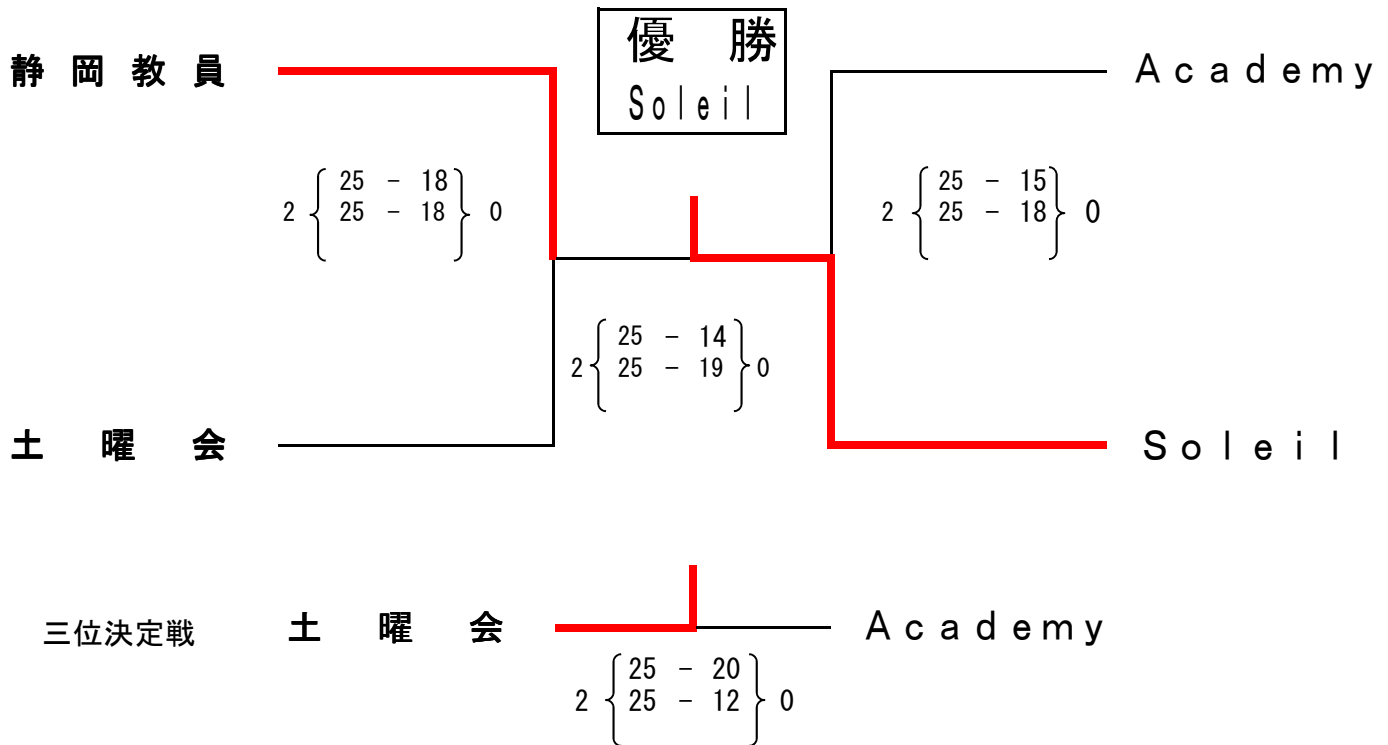 優 勝
Soleil
静岡教員
Academy
2 { 25 - 18 } 0
25 - 18
2 { 25 - 15 } 0
25 - 18
2 { 25 - 14 } 0
25 - 19
土曜会
Soleil
三位決定戦 土曜会 Academy
2 { 25 - 20 } 0
25 - 12